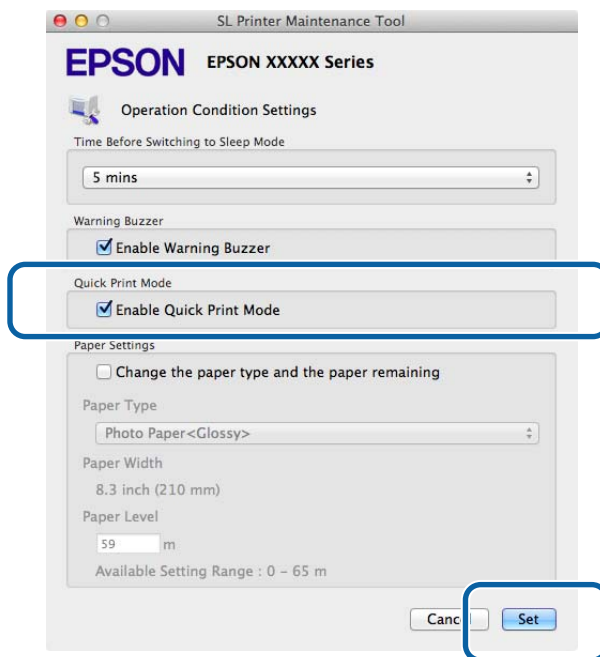 SL Printer Maintenance Tool
EPSON EPSON XXXXX Series
Operation Condition Settings
Time Before Switching to Sleep Mode
5 mins
Warning Buzzer
Enable Warning Buzzer
Quick Print Mode
Enable Quick Print Mode
Paper Settings
Change the paper type and the paper remaining
Paper Type
Photo Paper<Glossy>
Paper Width
8.3 inch (210 mm)
Paper Level
59 m
Available Setting Range : 0 – 65 m
Cancel Set